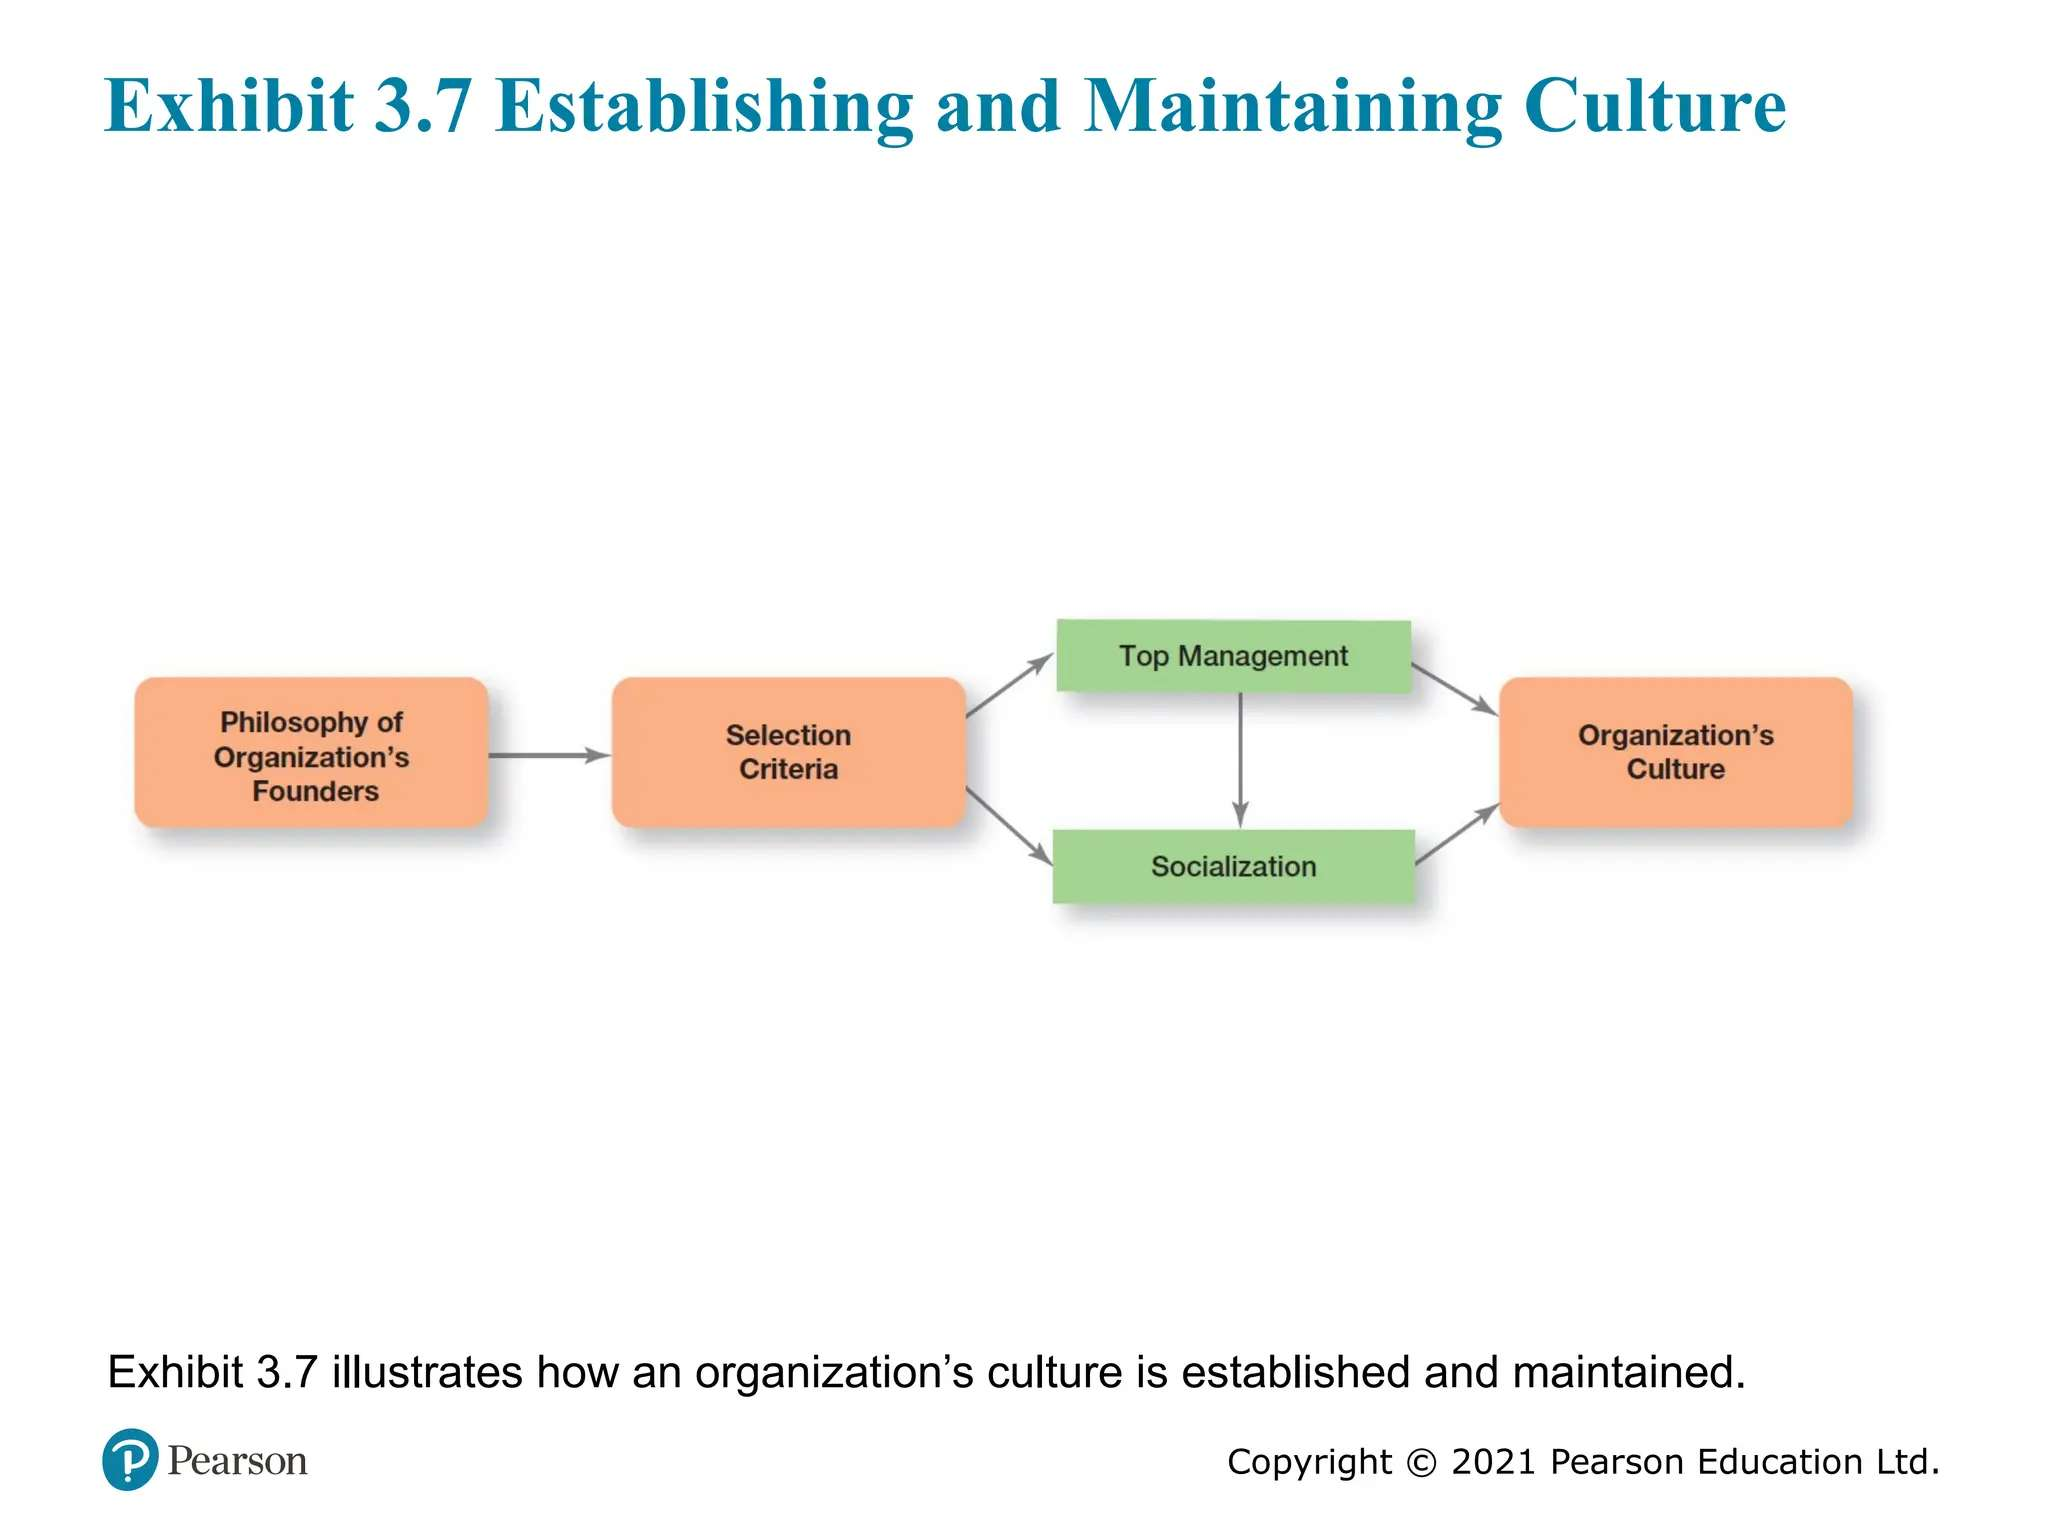 Exhibit 3.7 Establishing and Maintaining Culture
Philosophy of
Organization’s
Founders
Selection
Criteria
Top Management
Socialization
Organization’s
Culture
Exhibit 3.7 illustrates how an organization’s culture is established and maintained.
P Pearson
Copyright © 2021 Pearson Education Ltd.